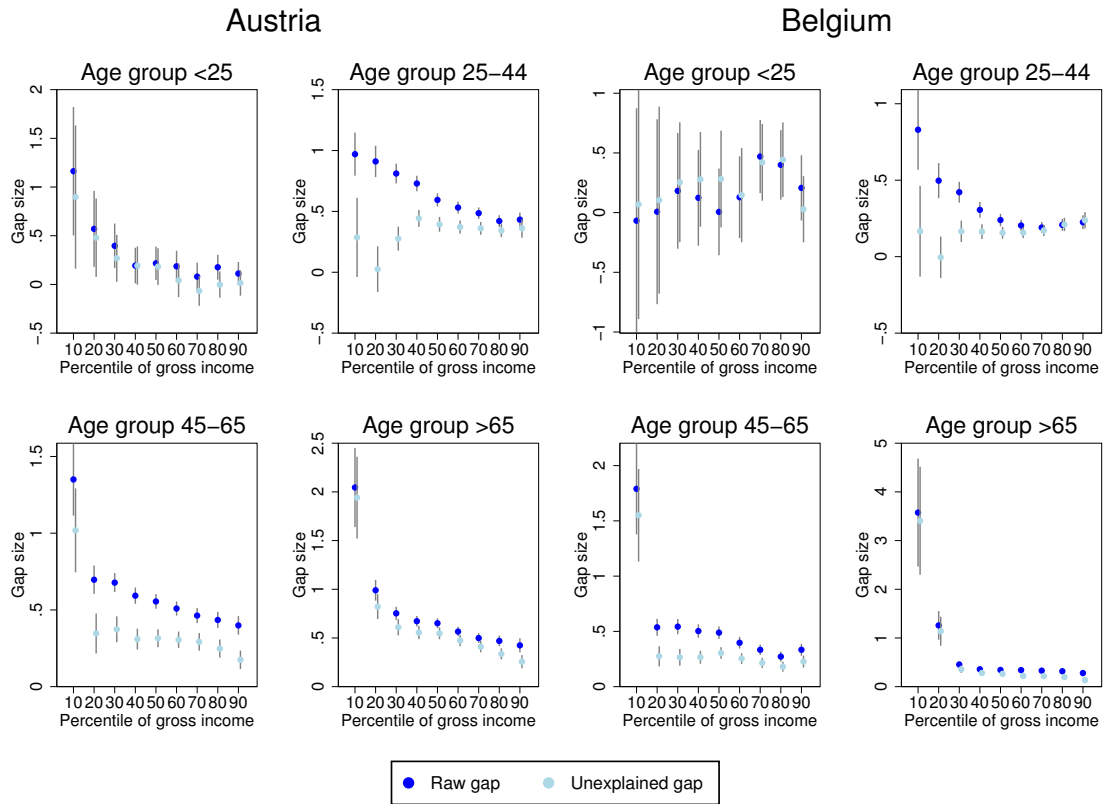 Austria
Belgium
Age group <25
Gap size
2
1.5
1
.5
0
-.5
10 20 30 40 50 60 70 80 90
Percentile of gross income
Age group 25-44
Gap size
1.5
1
.5
0
-.5
10 20 30 40 50 60 70 80 90
Percentile of gross income
Age group <25
Gap size
1
.5
0
-.5
-1
10 20 30 40 50 60 70 80 90
Percentile of gross income
Age group 25-44
Gap size
1
.5
0
-.5
10 20 30 40 50 60 70 80 90
Percentile of gross income
Age group 45-65
Gap size
1.5
1
.5
0
10 20 30 40 50 60 70 80 90
Percentile of gross income
Age group >65
Gap size
2.5
2
1.5
1
.5
0
10 20 30 40 50 60 70 80 90
Percentile of gross income
Age group 45-65
Gap size
2
1.5
1
.5
0
10 20 30 40 50 60 70 80 90
Percentile of gross income
Age group >65
Gap size
5
4
3
2
1
0
10 20 30 40 50 60 70 80 90
Percentile of gross income
Raw gap
Unexplained gap